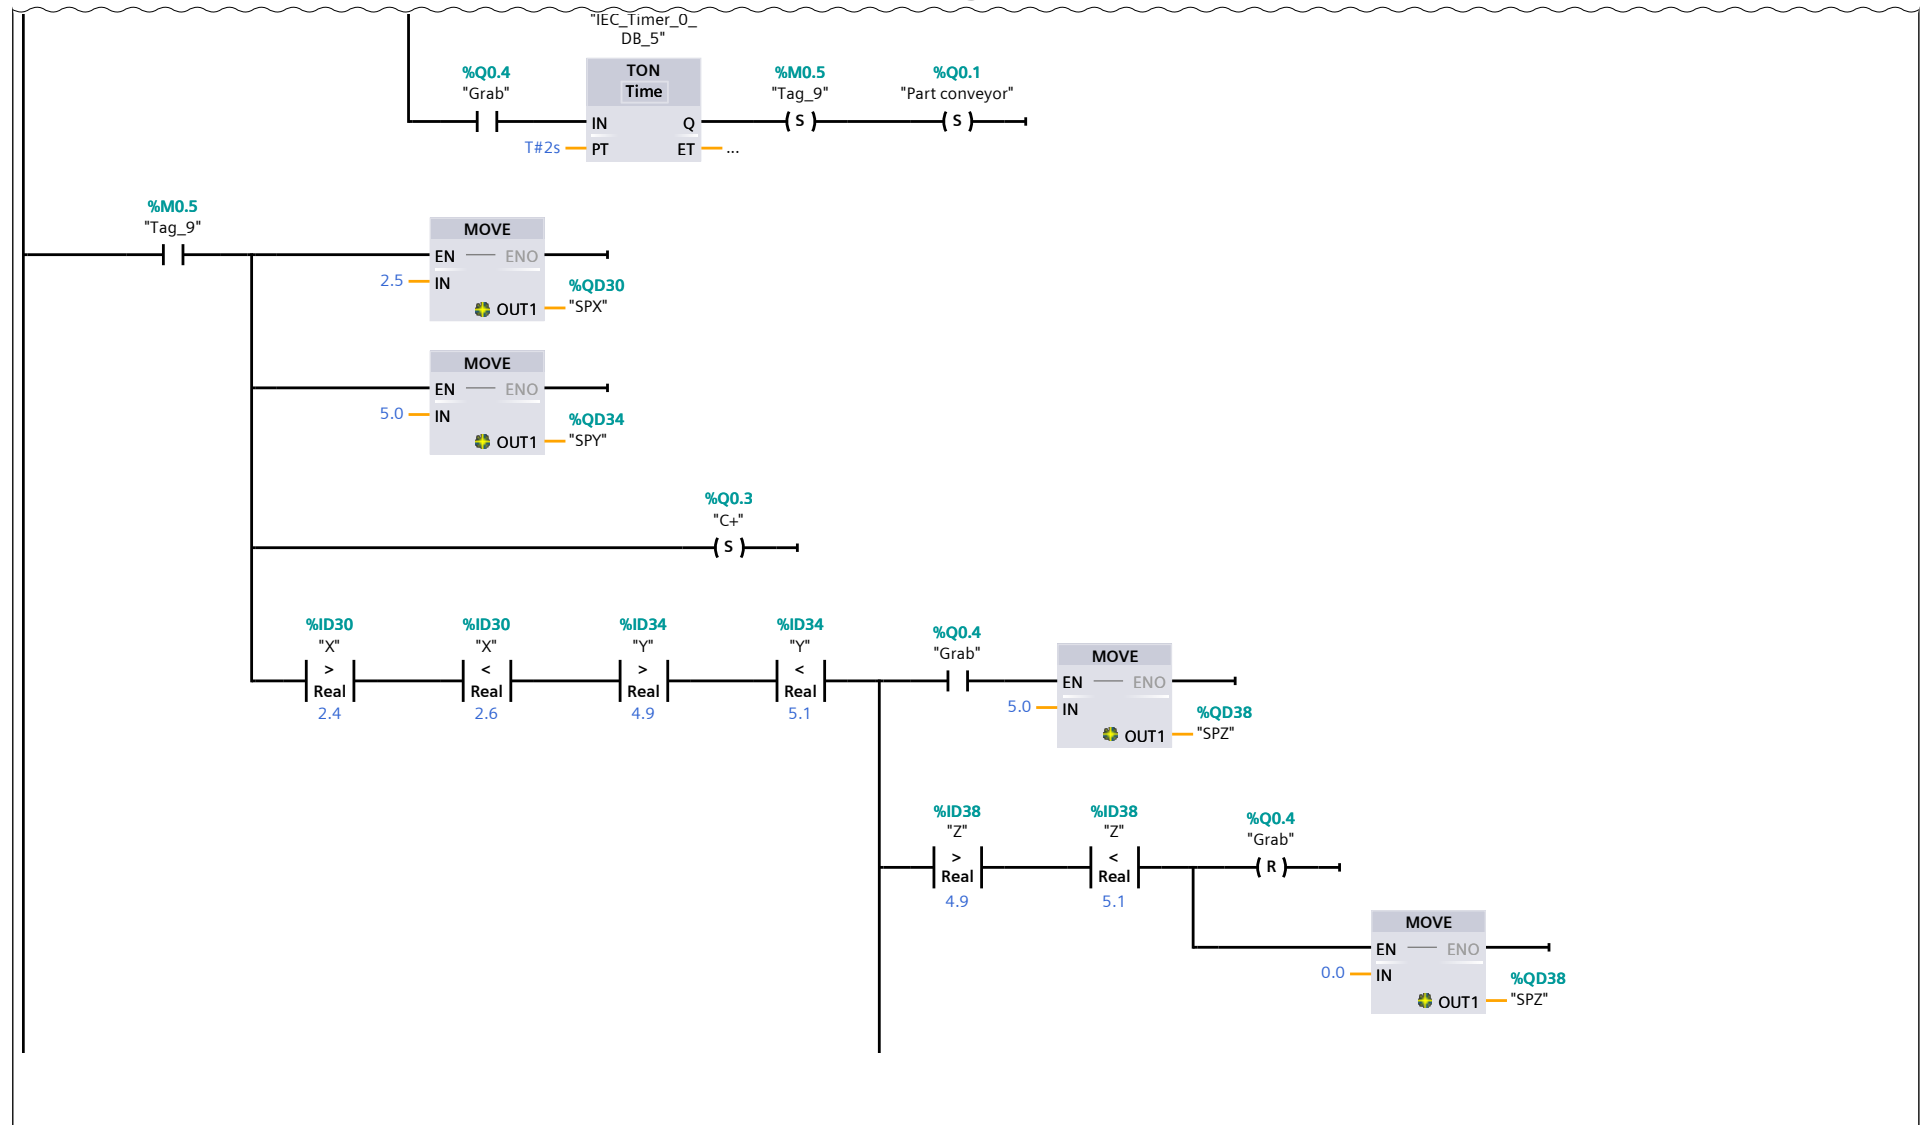 "IEC_Timer_0_
DB_5"
%Q0.4
"Grab"
TON
Time
%M0.5
"Tag_9"
%Q0.1
"Part conveyor"
IN
Q
( S )
( S )
T#2s
PT
ET
...
%M0.5
"Tag_9"
MOVE
EN
ENO
2.5
IN
%QD30
OUT1
"SPX"
MOVE
EN
ENO
5.0
IN
%QD34
OUT1
"SPY"
%Q0.3
"C+"
( S )
%ID30
"X"
>
Real
2.4
%ID30
"X"
<
Real
2.6
%ID34
"Y"
>
Real
4.9
%ID34
"Y"
<
Real
5.1
%Q0.4
"Grab"
MOVE
EN
ENO
5.0
IN
%QD38
OUT1
"SPZ"
%ID38
"Z"
>
Real
4.9
%ID38
"Z"
<
Real
5.1
%Q0.4
"Grab"
( R )
MOVE
EN
ENO
0.0
IN
%QD38
OUT1
"SPZ"